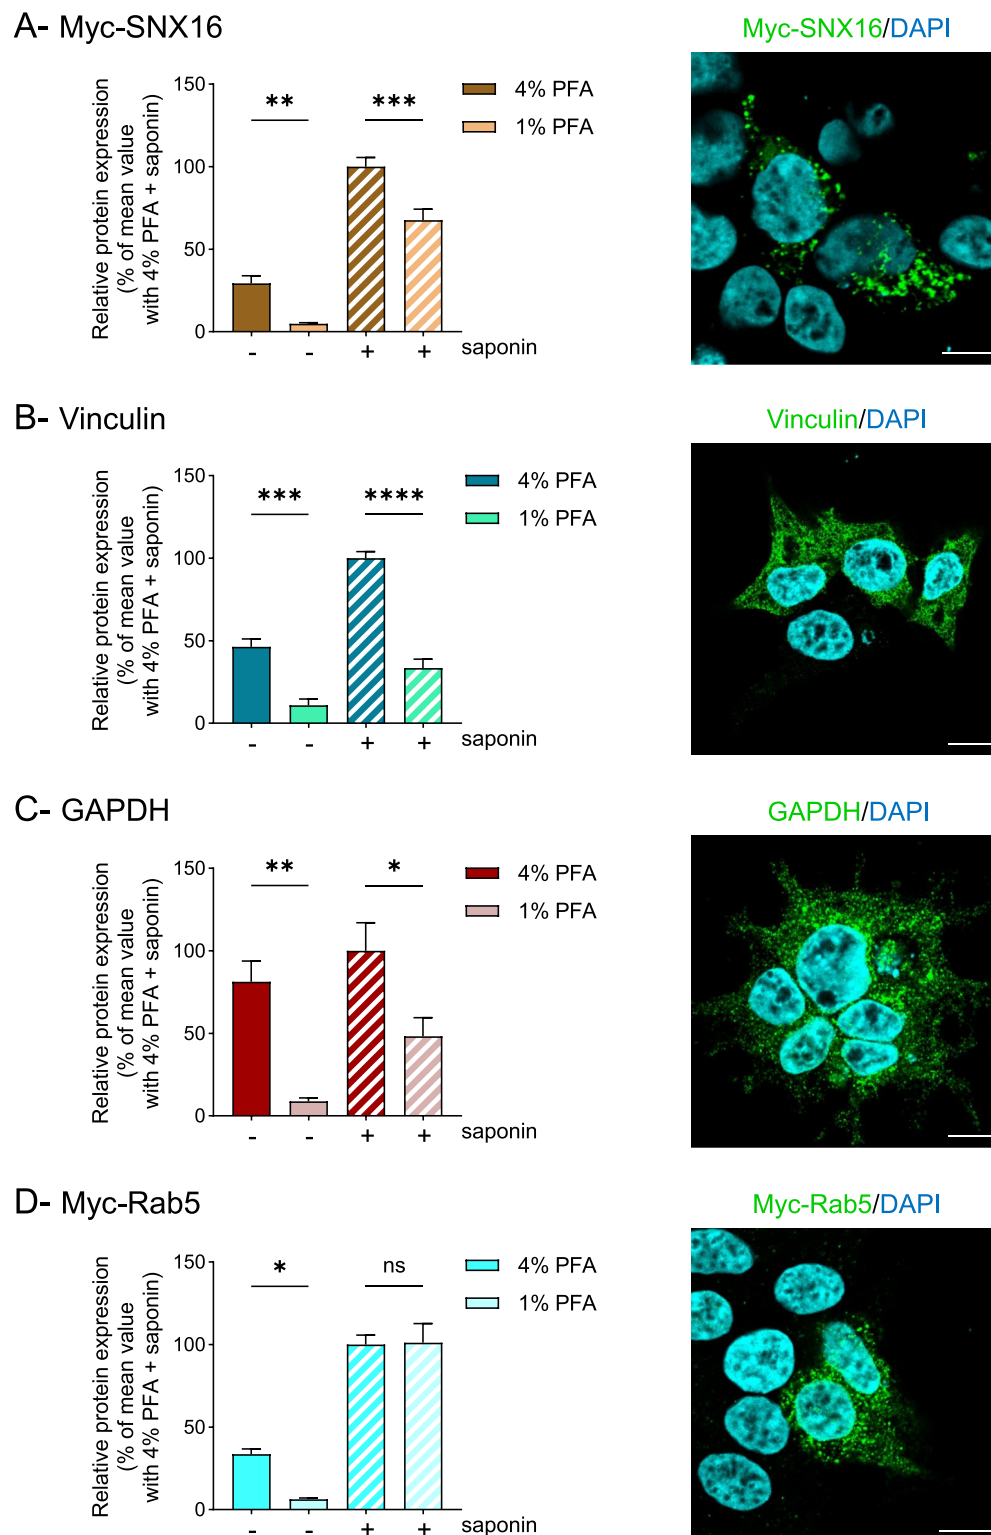 A- Myc-SNX16
Myc-SNX16/DAPI
Relative protein expression
(% of mean value
with 4% PFA + saponin)
150
100
50
0
** ***
4% PFA
1% PFA
- - + + saponin
B- Vinculin
Vinculin/DAPI
Relative protein expression
(% of mean value
with 4% PFA + saponin)
150
100
50
0
*** ****
4% PFA
1% PFA
- - + + saponin
C- GAPDH
GAPDH/DAPI
Relative protein expression
(% of mean value
with 4% PFA + saponin)
150
100
50
0
** *
4% PFA
1% PFA
- - + + saponin
D- Myc-Rab5
Myc-Rab5/DAPI
Relative protein expression
(% of mean value
with 4% PFA + saponin)
150
100
50
0
* ns
4% PFA
1% PFA
- - + + saponin